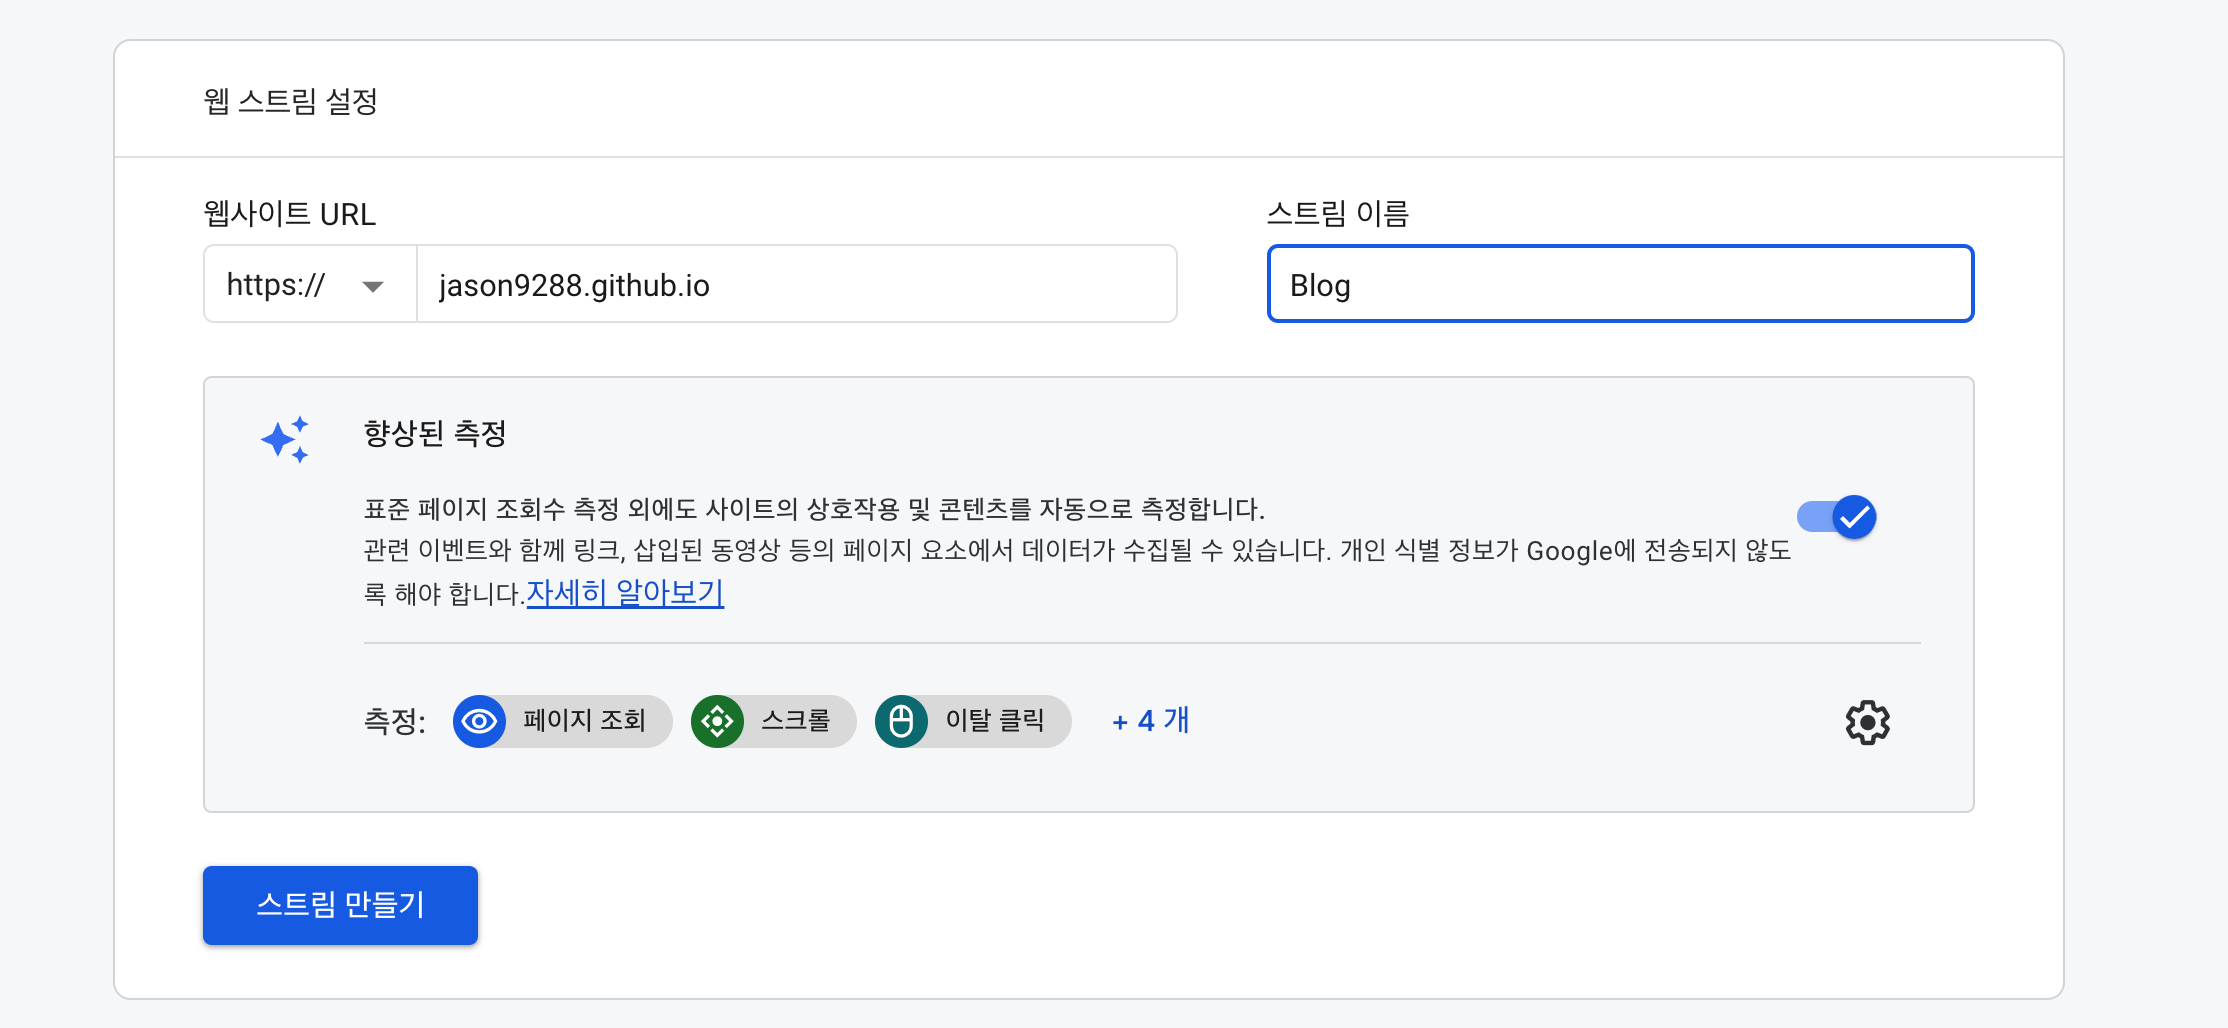 웹 스트림 설정
웹사이트 URL
스트림 이름
https://
jason9288.github.io
Blog
향상된 측정
표준 페이지 조회수 측정 외에도 사이트의 상호작용 및 콘텐츠를 자동으로 측정합니다.
관련 이벤트와 함께 링크, 삽입된 동영상 등의 페이지 요소에서 데이터가 수집될 수 있습니다. 개인 식별 정보가 Google에 전송되지 않도
록 해야 합니다.자세히 알아보기
측정: 페이지 조회 스크롤 이탈 클릭 + 4 개
스트림 만들기